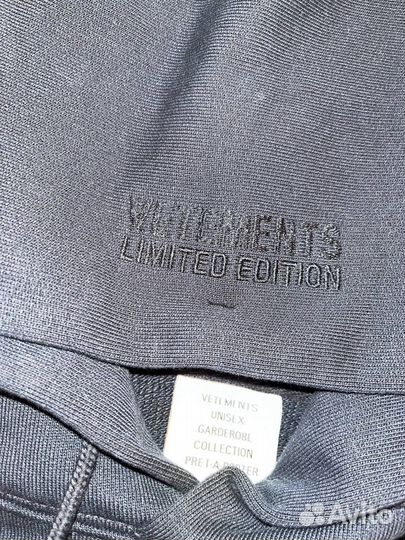 VETEMENTS
LIMITED EDITION
VETEMENTS
UNISEX
GARDEROBE
COLLECTION
PRET-A-PORTER
Avito